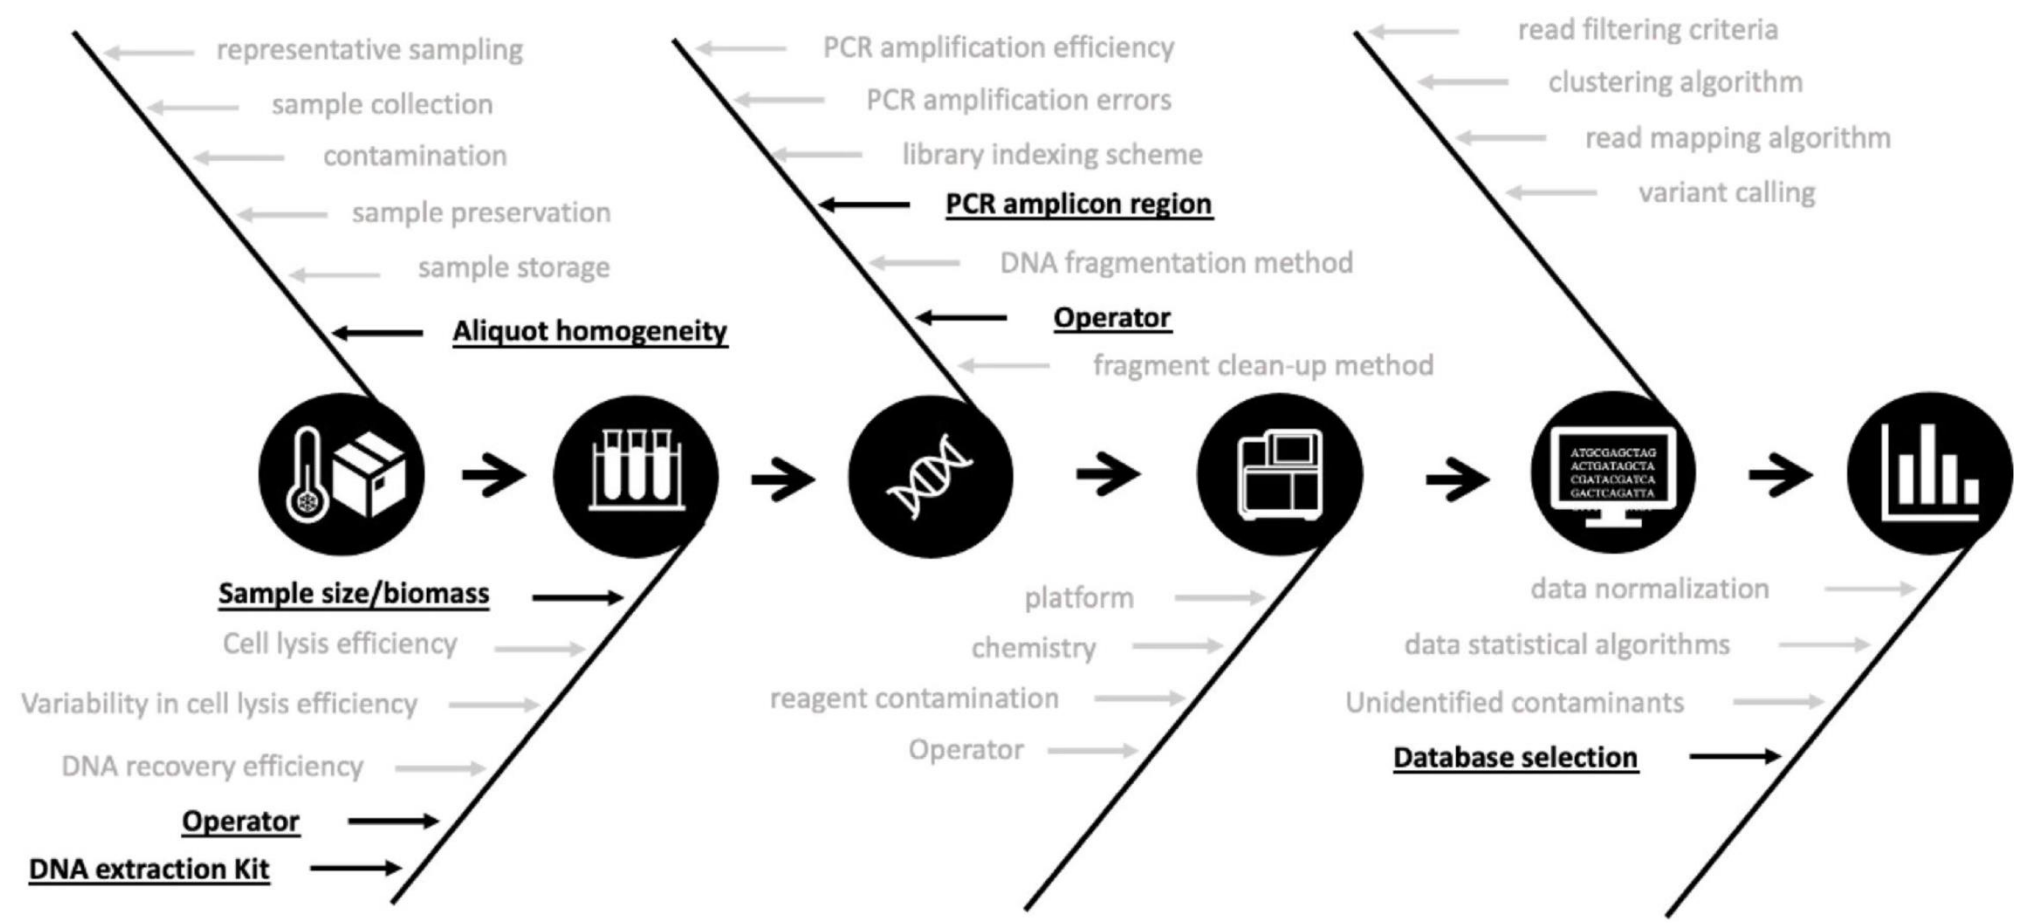 representative sampling
sample collection
contamination
sample preservation
sample storage
Aliquot homogeneity
PCR amplification efficiency
PCR amplification errors
library indexing scheme
PCR amplicon region
DNA fragmentation method
Operator
fragment clean-up method
read filtering criteria
clustering algorithm
read mapping algorithm
variant calling
ATGCGAGCTAG
ACTGATAGCTA
CGATACGATCA
GACTCAGATTA
Sample size/biomass
Cell lysis efficiency
Variability in cell lysis efficiency
DNA recovery efficiency
Operator
DNA extraction Kit
platform
chemistry
reagent contamination
Operator
data normalization
data statistical algorithms
Unidentified contaminants
Database selection